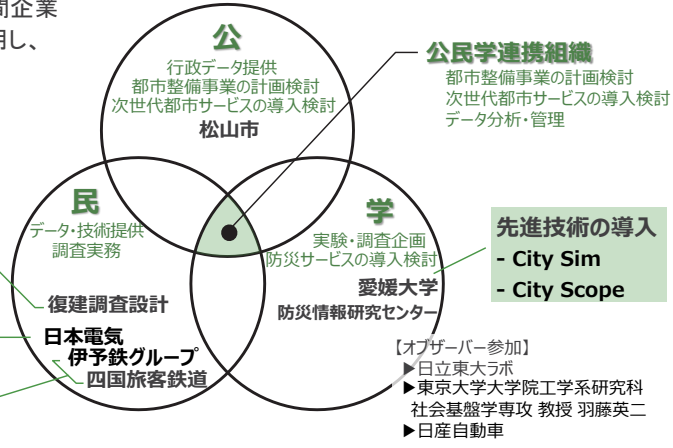 間企業
用し、
公
行政データ提供
都市整備事業の計画検討
次世代都市サービスの導入検討
松山市
公民学連携組織
都市整備事業の計画検討
次世代都市サービスの導入検討
データ分析・管理
民
データ・技術提供
調査実務
復建調査設計
日本電気
伊予鉄グループ
四国旅客鉄道
学
実験・調査企画
防災サービスの導入検討
愛媛大学
防災情報研究センター
先進技術の導入
- City Sim
- City Scope
【オブザーバー参加】
▶日立東大ラボ
▶東京大学大学院工学系研究科
社会基盤学専攻 教授 羽藤英二
▶日産自動車